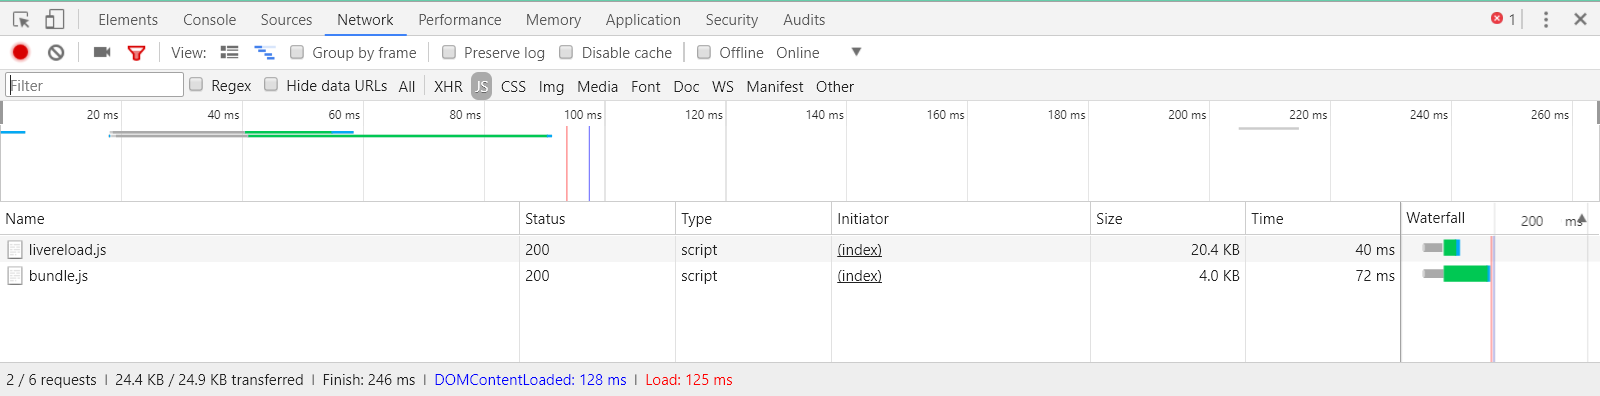 Elements Console Sources Network Performance Memory Application Security Audits 1
View: Group by frame Preserve log Disable cache Offline Online
Filter Regex Hide data URLs All XHR JS CSS Img Media Font Doc WS Manifest Other
20 ms 40 ms 60 ms 80 ms 100 ms 120 ms 140 ms 160 ms 180 ms 200 ms 220 ms 240 ms 260 ms
Name Status Type Initiator Size Time Waterfall 200 ms
livereload.js 200 script (index) 20.4 KB 40 ms
bundle.js 200 script (index) 4.0 KB 72 ms
2 / 6 requests | 24.4 KB / 24.9 KB transferred | Finish: 246 ms | DOMContentLoaded: 128 ms | Load: 125 ms